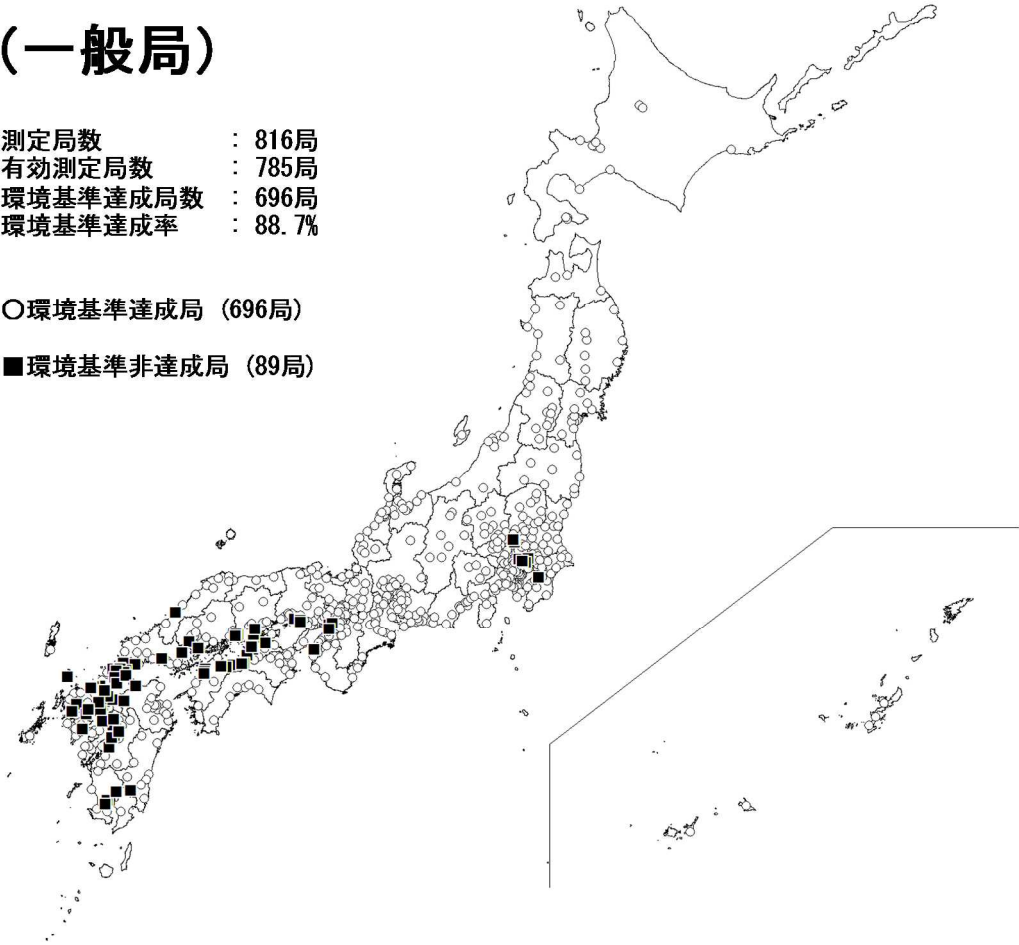 (一般局)
測定局数 : 816局
有効測定局数 : 785局
環境基準達成局数 : 696局
環境基準達成率 : 88.7%
○環境基準達成局 (696局)
■環境基準非達成局 (89局)